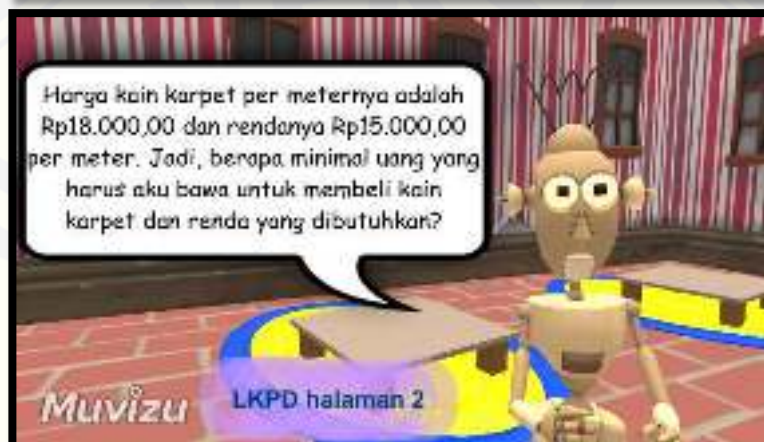 Harga kain karpet per meternya adalah
Rp18.000,00 dan rendanya Rp15.000,00
per meter. Jadi, berapa minimal uang yang
harus aku bawa untuk membeli kain
karpet dan renda yang dibutuhkan?
Muvizu
LKPD halaman 2